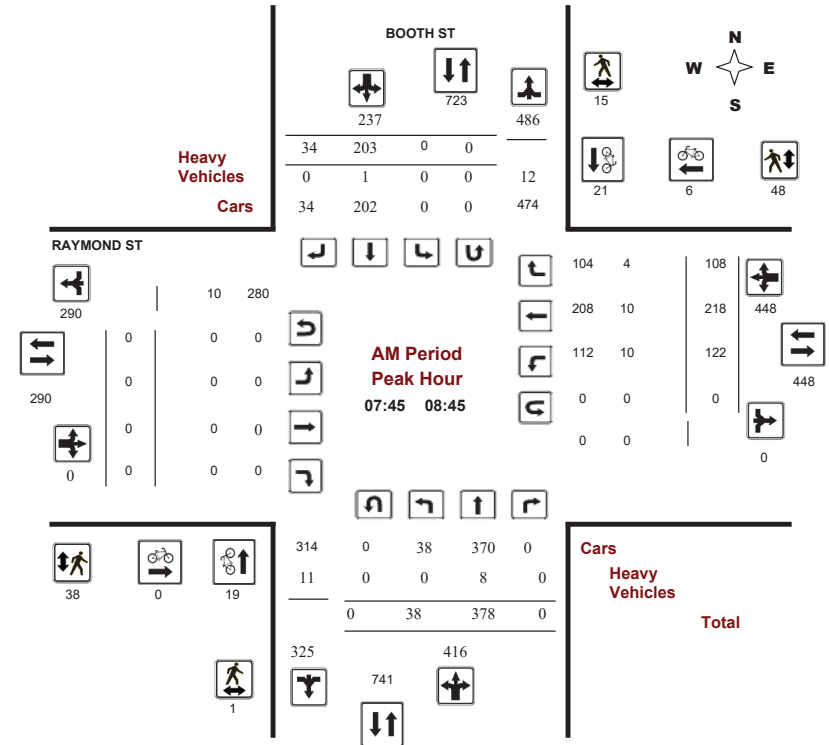 BOOTH ST
N
W E
S
723
15
237 486
34 203 0 0
Heavy
Vehicles
0 1 0 0 12
21 6 48
Cars
34 202 0 0 474
RAYMOND ST
104 4 108
10 280
290
208 10 218 448
0 0 0
AM Period
Peak Hour
112 10 122
0 0 0
448
290
07:45 08:45
0 0 0
0 0 0
0 0
0
0 0 0
0
314 0 38 370 0
Cars
11 0 0 8 0
Heavy
Vehicles
38 0 19
0 38 378 0
Total
325 416
741
1